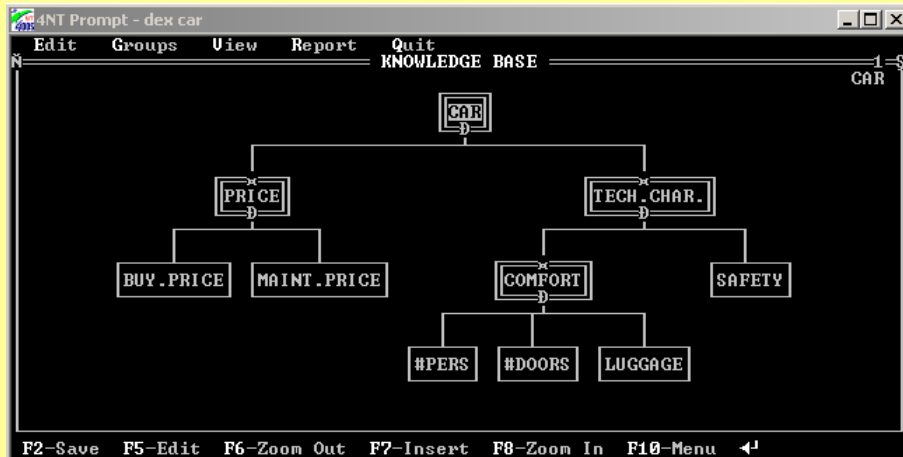 4NT Prompt - dex car
Edit Groups View Report Quit
KNOWLEDGE BASE 1
CAR
CAR
PRICE TECH.CHAR.
BUY.PRICE MAINT.PRICE COMFORT SAFETY
#PERS #DOORS LUGGAGE
F2-Save F5-Edit F6-Zoom Out F7-Insert F8-Zoom In F10-Menu